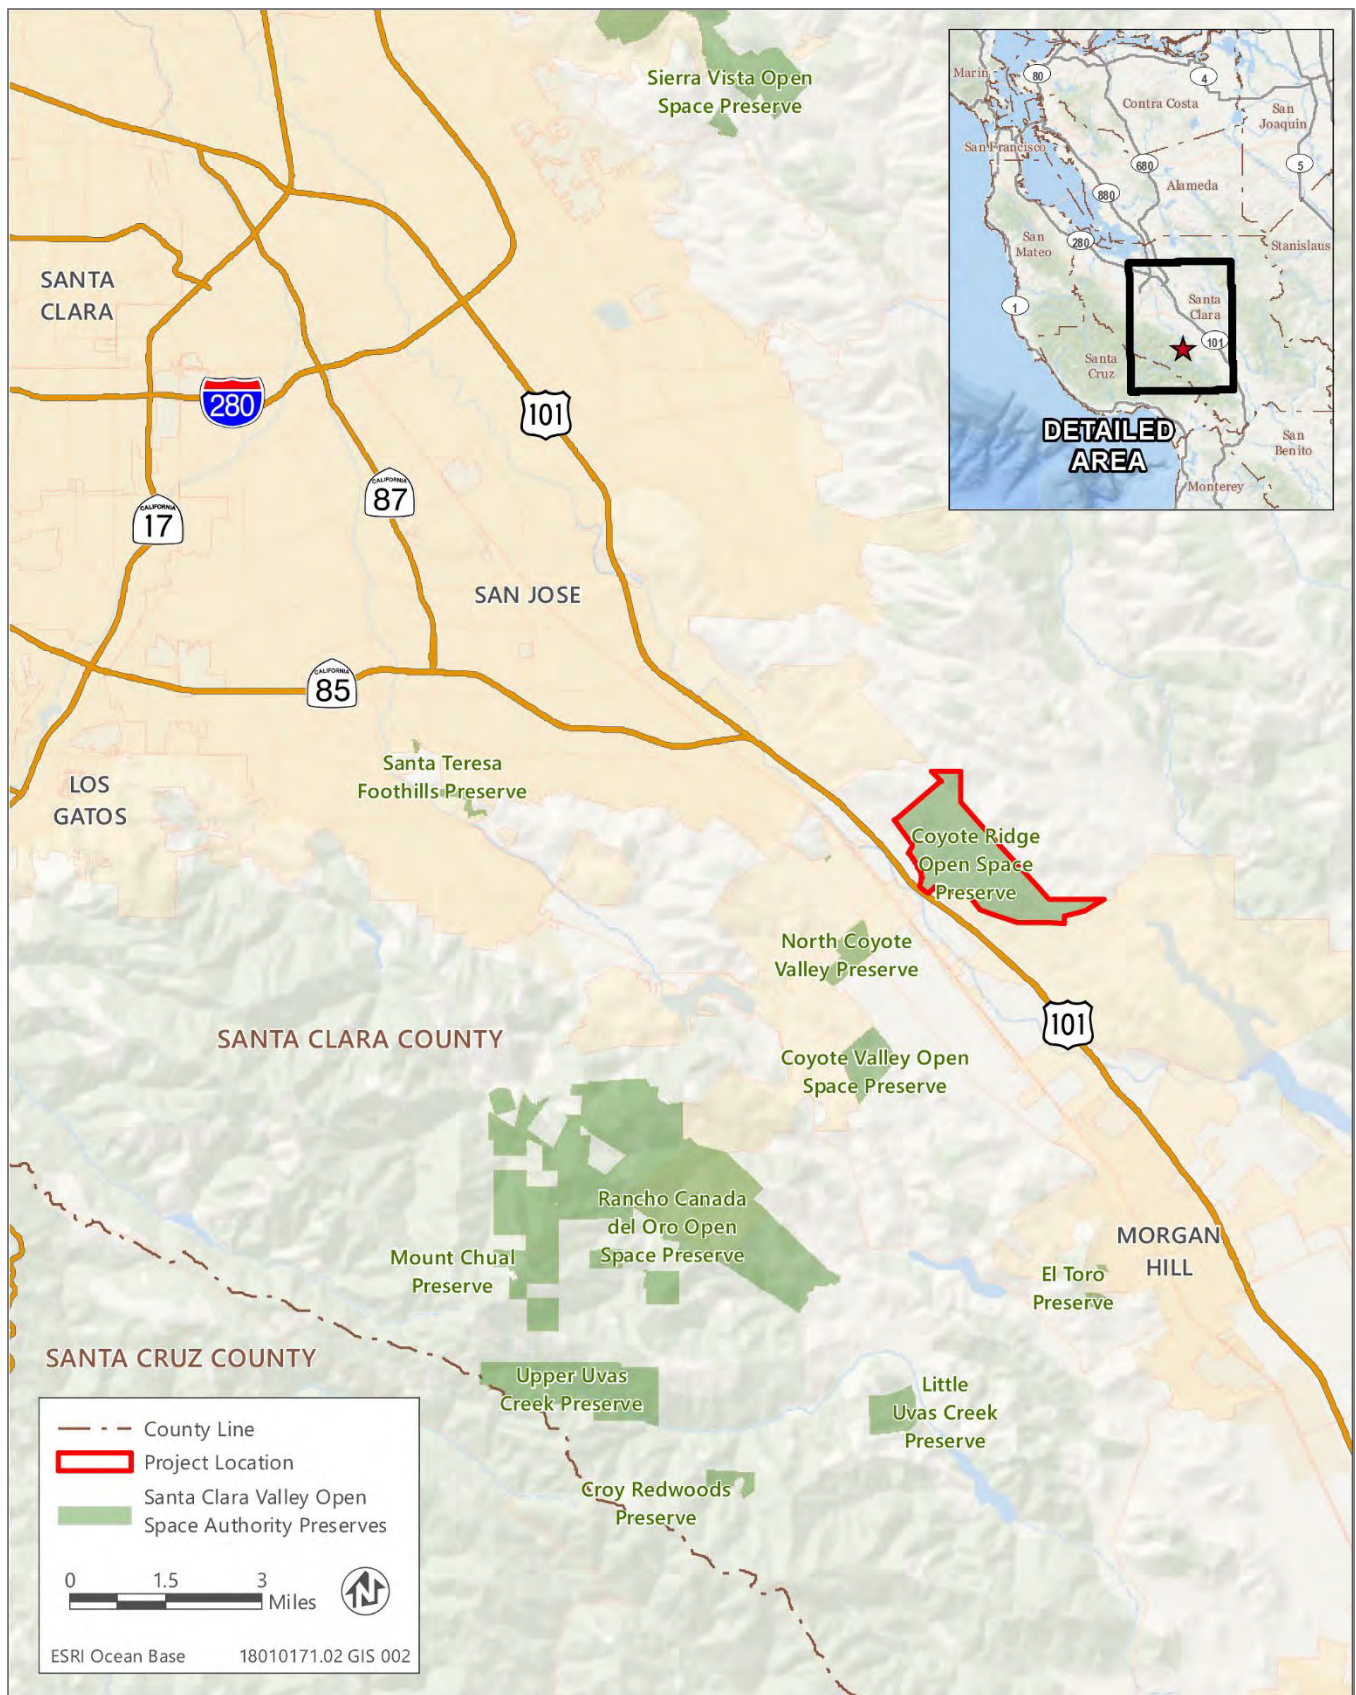 Sierra Vista Open
Space Preserve
Marin
80
4
Contra Costa
San
Joaquin
San Francisco
680
5
880
Alameda
San
Mateo
280
Stanislaus
1
Santa
Clara
101
Santa
Cruz
DETAILED
AREA
San
Benito
Monterey
SANTA
CLARA
280
101
CALIFORNIA
87
CALIFORNIA
17
SAN JOSE
CALIFORNIA
85
LOS
GATOS
Santa Teresa
Foothills Preserve
Coyote Ridge
Open Space
Preserve
North Coyote
Valley Preserve
101
SANTA CLARA COUNTY
Coyote Valley Open
Space Preserve
Rancho Canada
del Oro Open
Space Preserve
Mount Chual
Preserve
MORGAN
HILL
El Toro
Preserve
SANTA CRUZ COUNTY
Upper Uvas
Creek Preserve
Little
Uvas Creek
Preserve
Croy Redwoods
Preserve
County Line
Project Location
Santa Clara Valley Open
Space Authority Preserves
0 1.5 3
Miles
N
ESRI Ocean Base 18010171.02 GIS 002